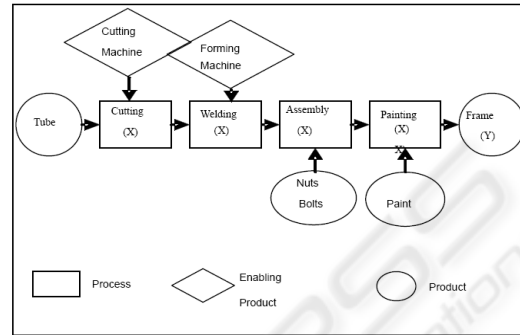 Cutting
Machine
Forming
Machine
Tube
Cutting
(X)
Welding
(X)
Assembly
(X)
Painting
(X)
X
Frame
(Y)
Nuts
Bolts
Paint
Process
Enabling
Product
Product